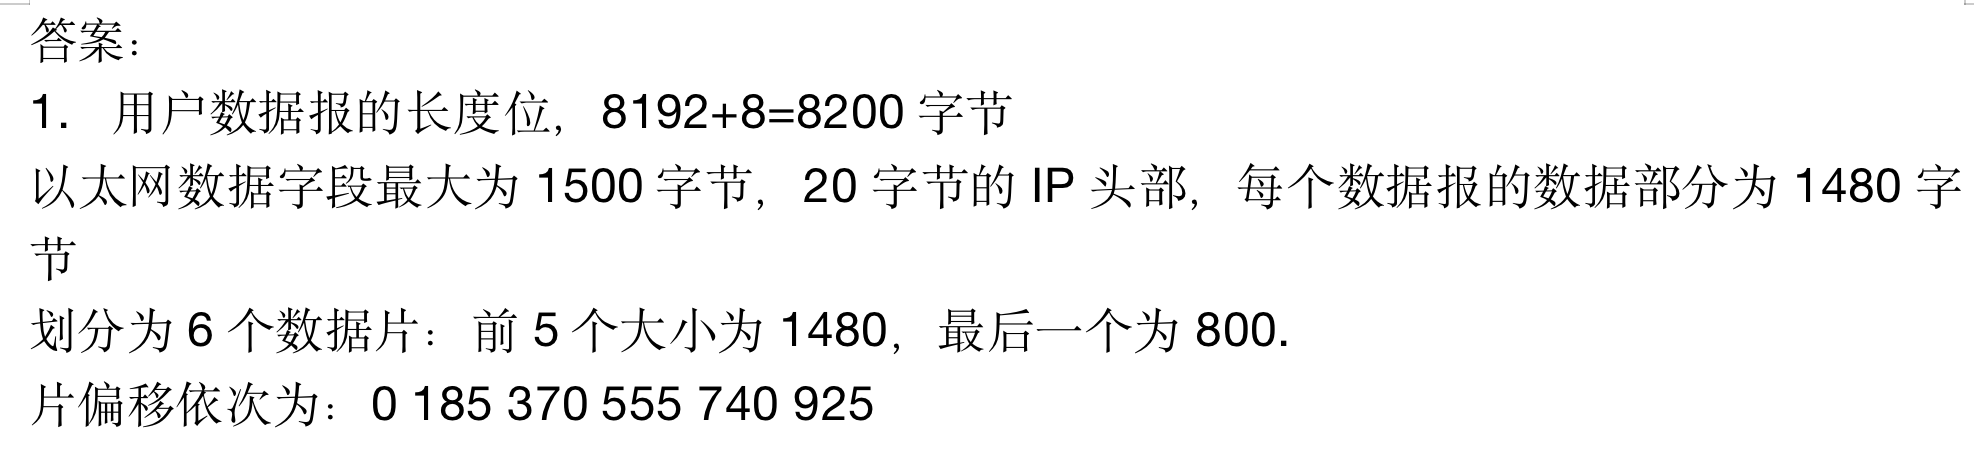 答案：
1. 用户数据报的长度位，8192+8=8200 字节
以太网数据字段最大为 1500 字节，20 字节的 IP 头部，每个数据报的数据部分为 1480 字
节
划分为 6 个数据片：前 5 个大小为 1480，最后一个为 800.
片偏移依次为：0 185 370 555 740 925